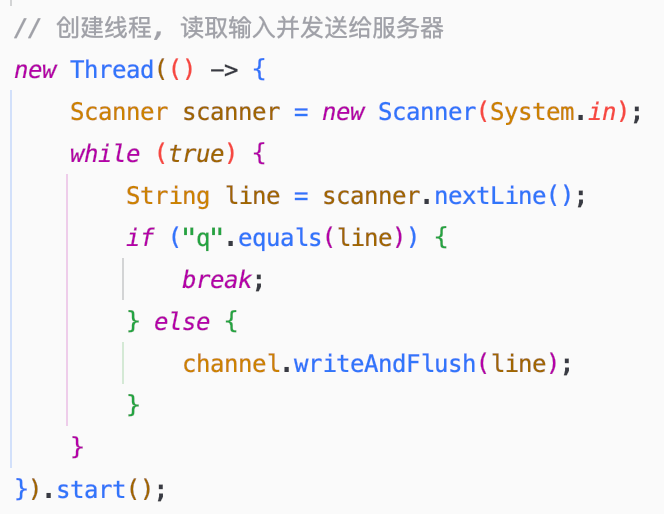 // 创建线程, 读取输入并发送给服务器
new Thread(() -> {
    Scanner scanner = new Scanner(System.in);
    while (true) {
        String line = scanner.nextLine();
        if ("q".equals(line)) {
            break;
        } else {
            channel.writeAndFlush(line);
        }
    }
}).start();